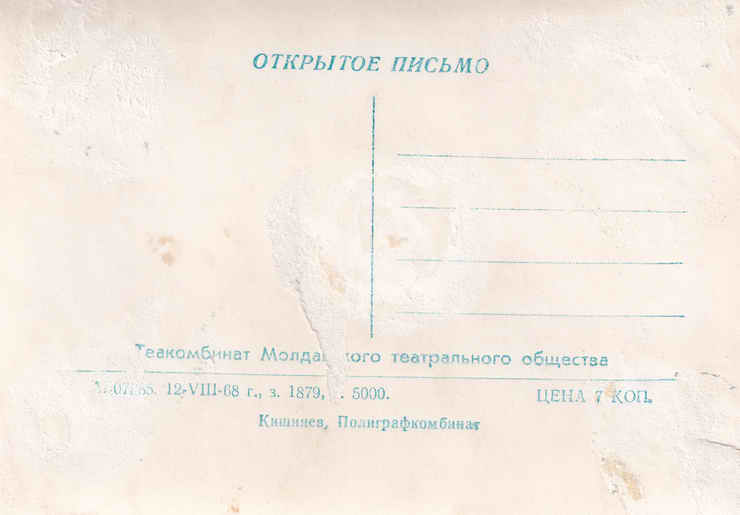 ОТКРЫТОЕ ПИСЬМО
Теакомбинат театрального общества
12-VIII-68 г., з. 1879, 5000.
ЦЕНА 7 КОП.
Кишинев, Полиграфкомбинат